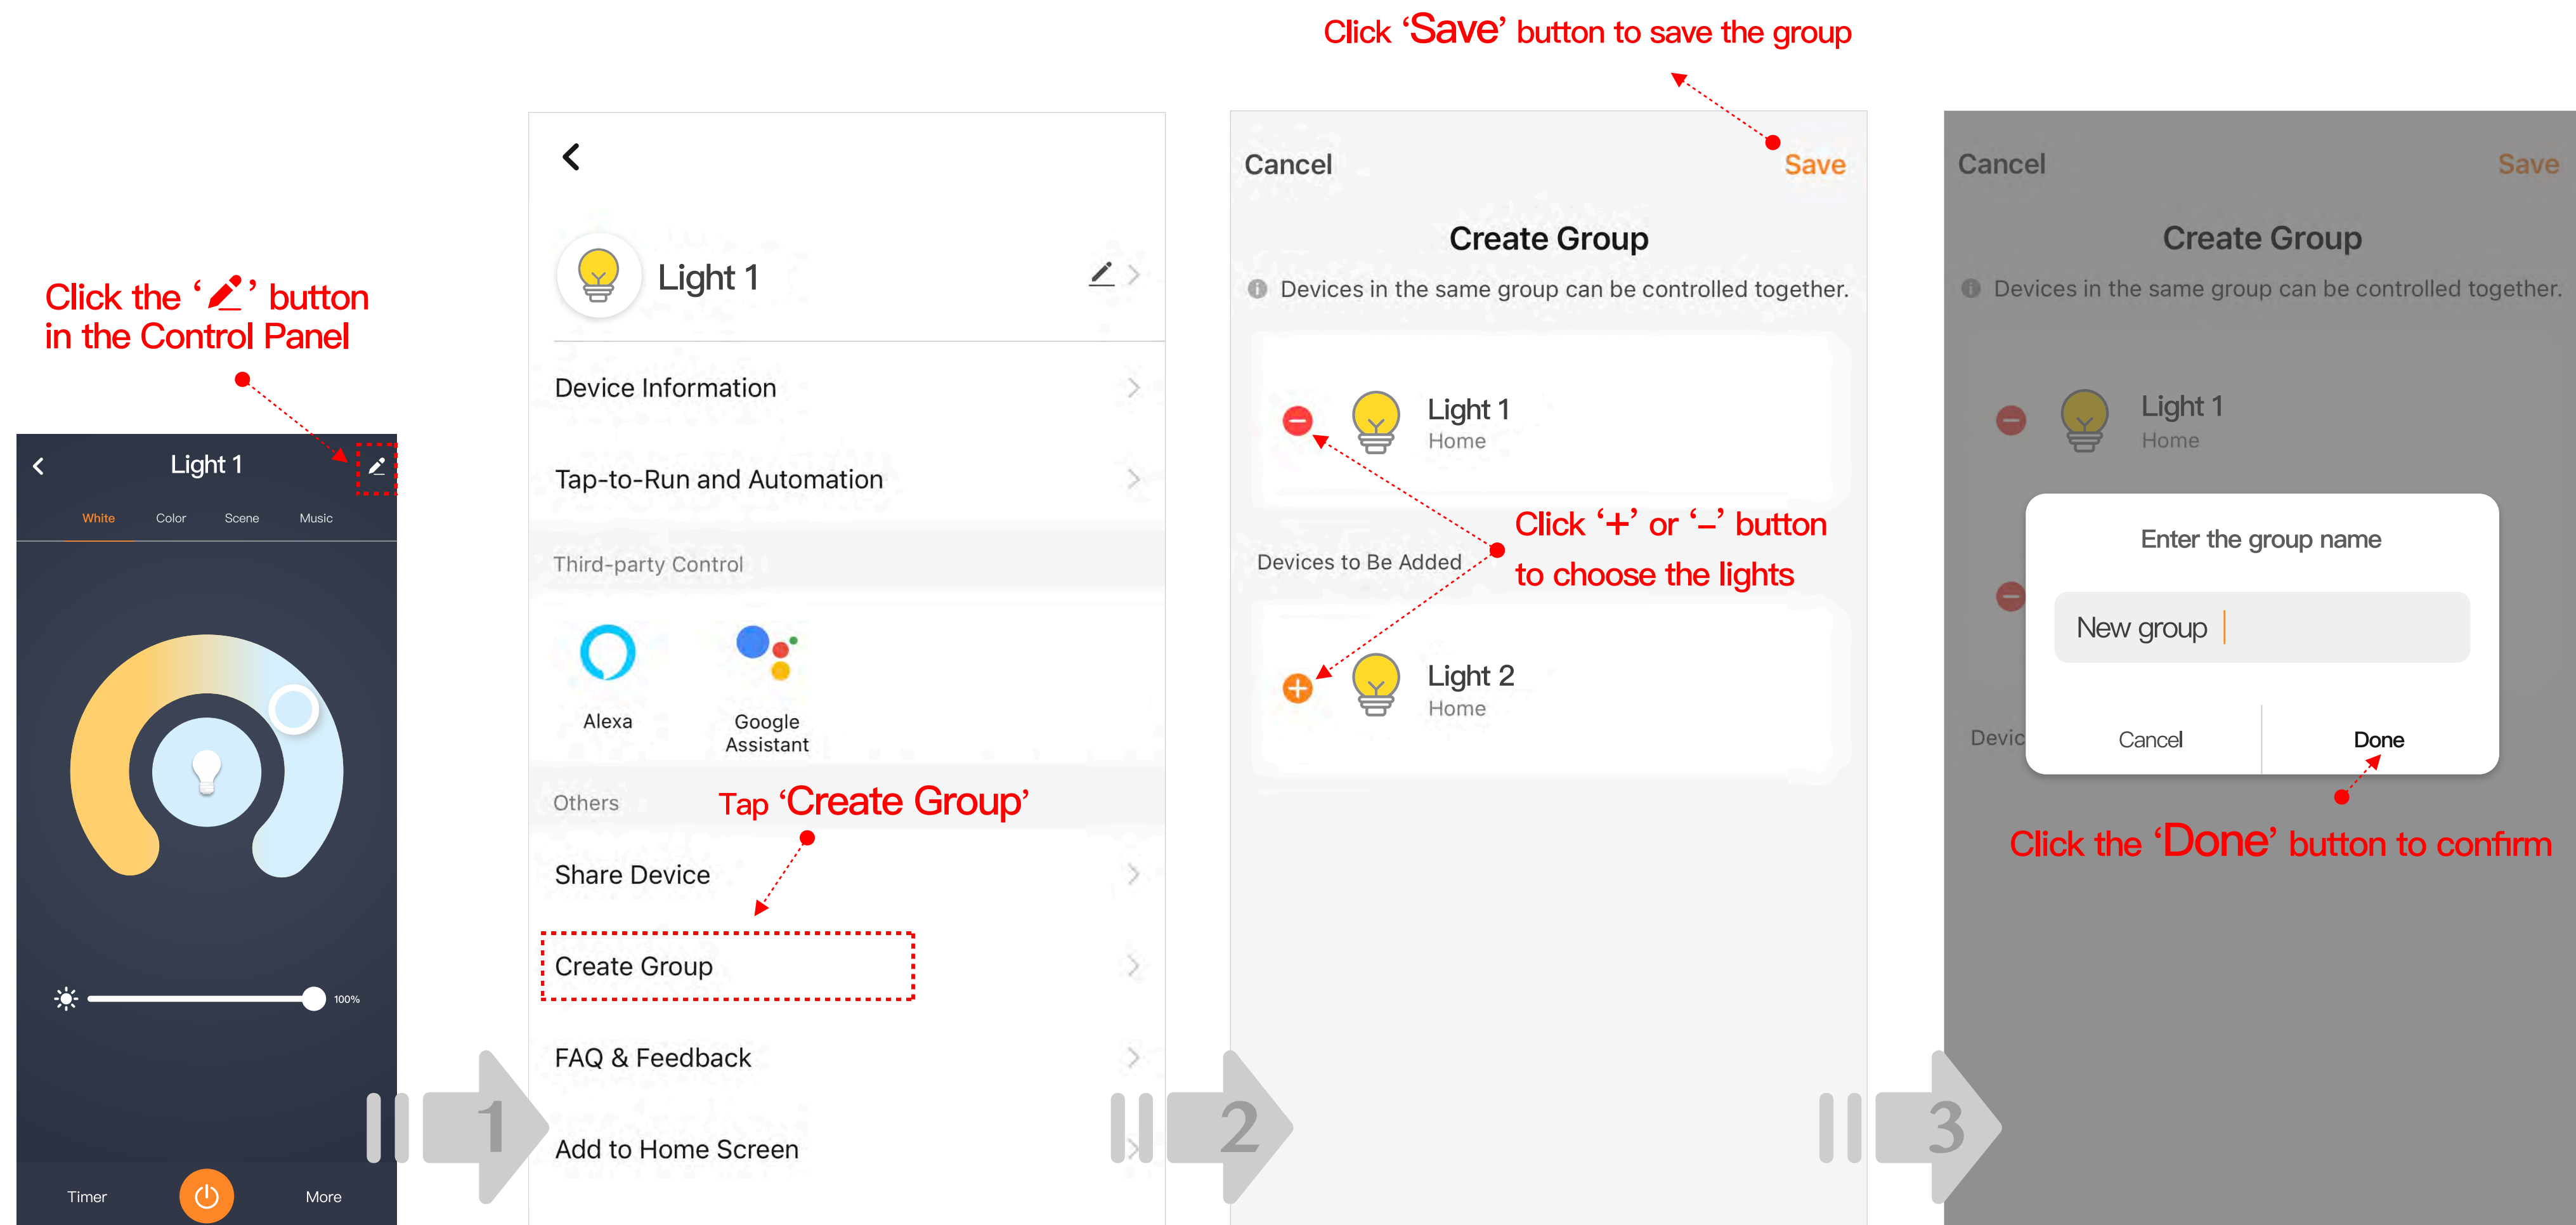 Click the ‘ ’ button
in the Control Panel
Light 1
White Color Scene Music
100%
Timer More
1
Light 1
Device Information
Tap-to-Run and Automation
Third-party Control
Alexa
Google
Assistant
Others
Tap ‘Create Group’
Share Device
Create Group
FAQ & Feedback
Add to Home Screen
2
Click ‘Save’ button to save the group
Cancel Save
Create Group
Devices in the same group can be controlled together.
Light 1
Home
Click ‘+’ or ‘–’ button
to choose the lights
Devices to Be Added
Light 2
Home
3
Cancel Save
Create Group
Devices in the same group can be controlled together.
Light 1
Home
Enter the group name
New group
Devic
Cancel Done
Click the ‘Done’ button to confirm